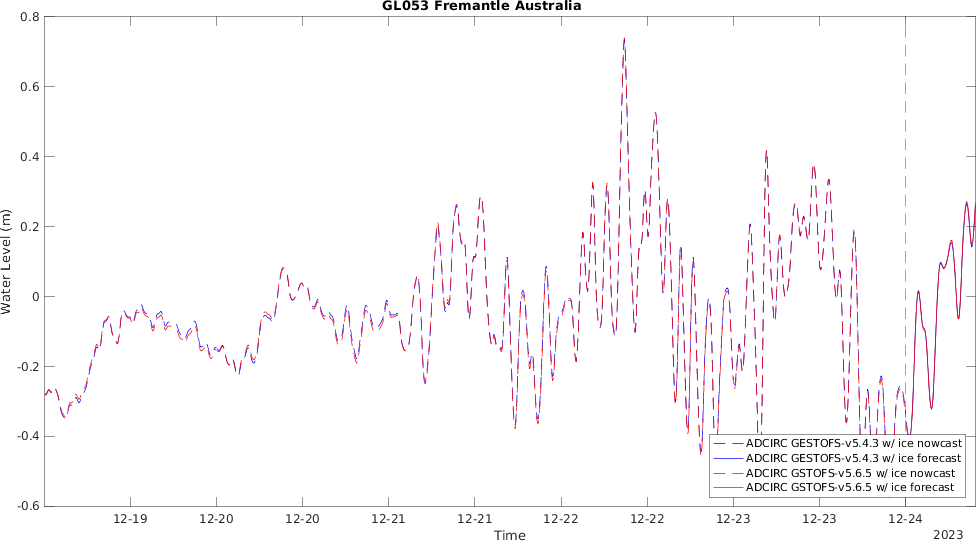 GL053 Fremantle Australia
Water Level (m)
0.8
0.6
0.4
0.2
0
-0.2
-0.4
-0.6
ADCIRC GESTOFS-v5.4.3 w/ ice nowcast
ADCIRC GESTOFS-v5.4.3 w/ ice forecast
ADCIRC GSTOFS-v5.6.5 w/ ice nowcast
ADCIRC GSTOFS-v5.6.5 w/ ice forecast
12-19 12-20 12-20 12-21 12-21 12-22 12-22 12-23 12-23 12-24
Time
2023